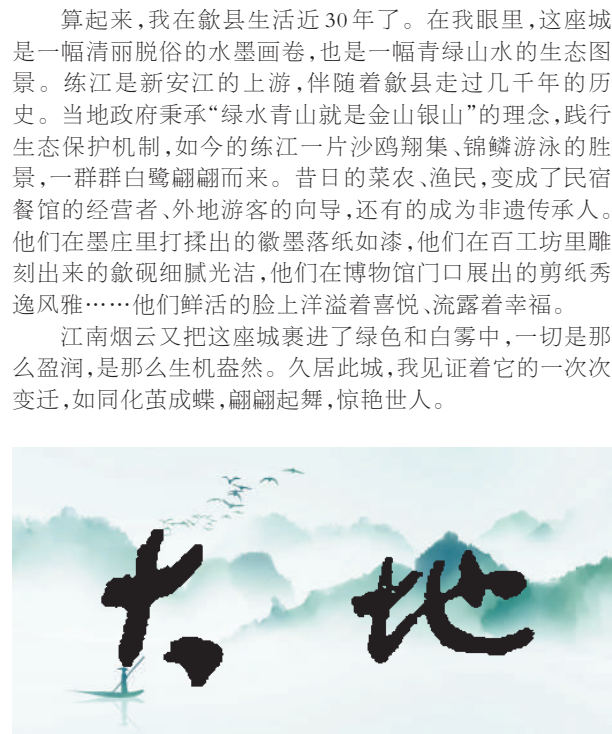 算起来,我在歙县生活近30年了。在我眼里,这座城
是一幅清丽脱俗的水墨画卷,也是一幅青绿山水的生态图
景。练江是新安江的上游,伴随着歙县走过几千年的历
史。当地政府秉承“绿水青山就是金山银山”的理念,践行
生态保护机制,如今的练江一片沙鸥翔集、锦鳞游泳的胜
景,一群群白鹭翩翩而来。昔日的菜农、渔民,变成了民宿
餐馆的经营者、外地游客的向导,还有的成为非遗传承人。
他们在墨庄里打揉出的徽墨落纸如漆,他们在百工坊里雕
刻出来的歙砚细腻光洁,他们在博物馆门口展出的剪纸秀
逸风雅……他们鲜活的脸上洋溢着喜悦、流露着幸福。
江南烟云又把这座城裹进了绿色和白雾中,一切是那
么盈润,是那么生机盎然。久居此城,我见证着它的一次次
变迁,如同化茧成蝶,翩翩起舞,惊艳世人。
大地